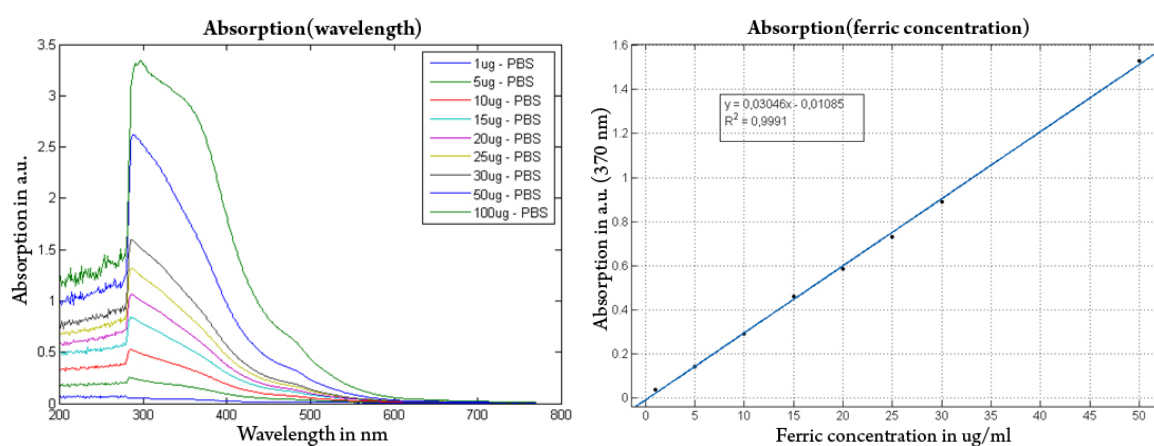 Absorption(wavelength)
3.5
3
2.5
2
1.5
1
0.5
0
200
300
400
500
600
700
800
Absorption in a.u.
Wavelength in nm
1ug - PBS
5ug - PBS
10ug - PBS
15ug - PBS
20ug - PBS
25ug - PBS
30ug - PBS
50ug - PBS
100ug - PBS
Absorption(ferric concentration)
1.6
1.4
1.2
1
0.8
0.6
0.4
0.2
0
0
5
10
15
20
25
30
35
40
45
50
Absorption in a.u. (370 nm)
Ferric concentration in ug/ml
y = 0,03046x - 0,01085
R² = 0,9991